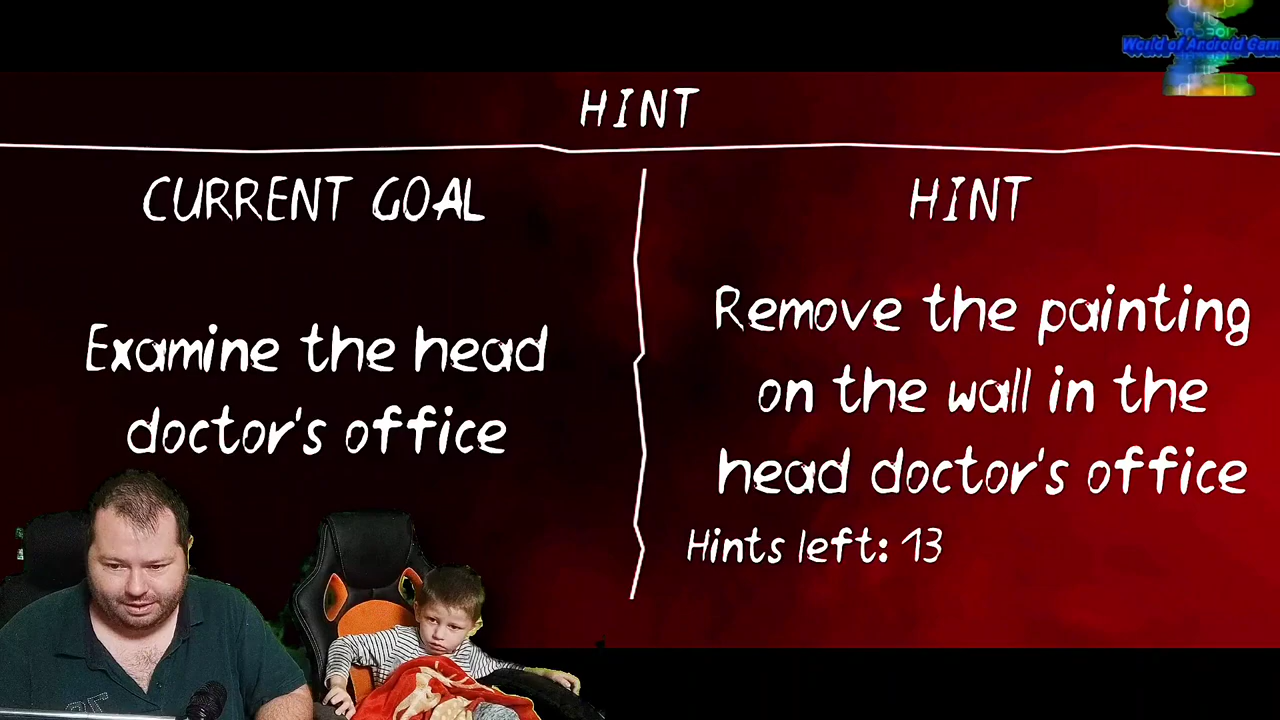 World of Android Gam
HINT
CURRENT GOAL
HINT
Examine the head
doctor's office
Remove the painting
on the wall in the
head doctor's office
Hints left: 13